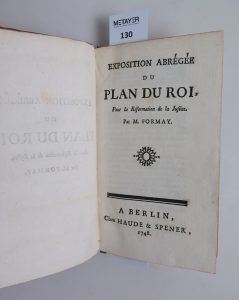 METAYER
130
EXPOSITION ABRÉGÉE
DU
PLAN DU ROI,
Pour la Réformation de la Justice.
Par M. FORMAY.
A BERLIN,
Chez HAUDE & SPENER,
1748.